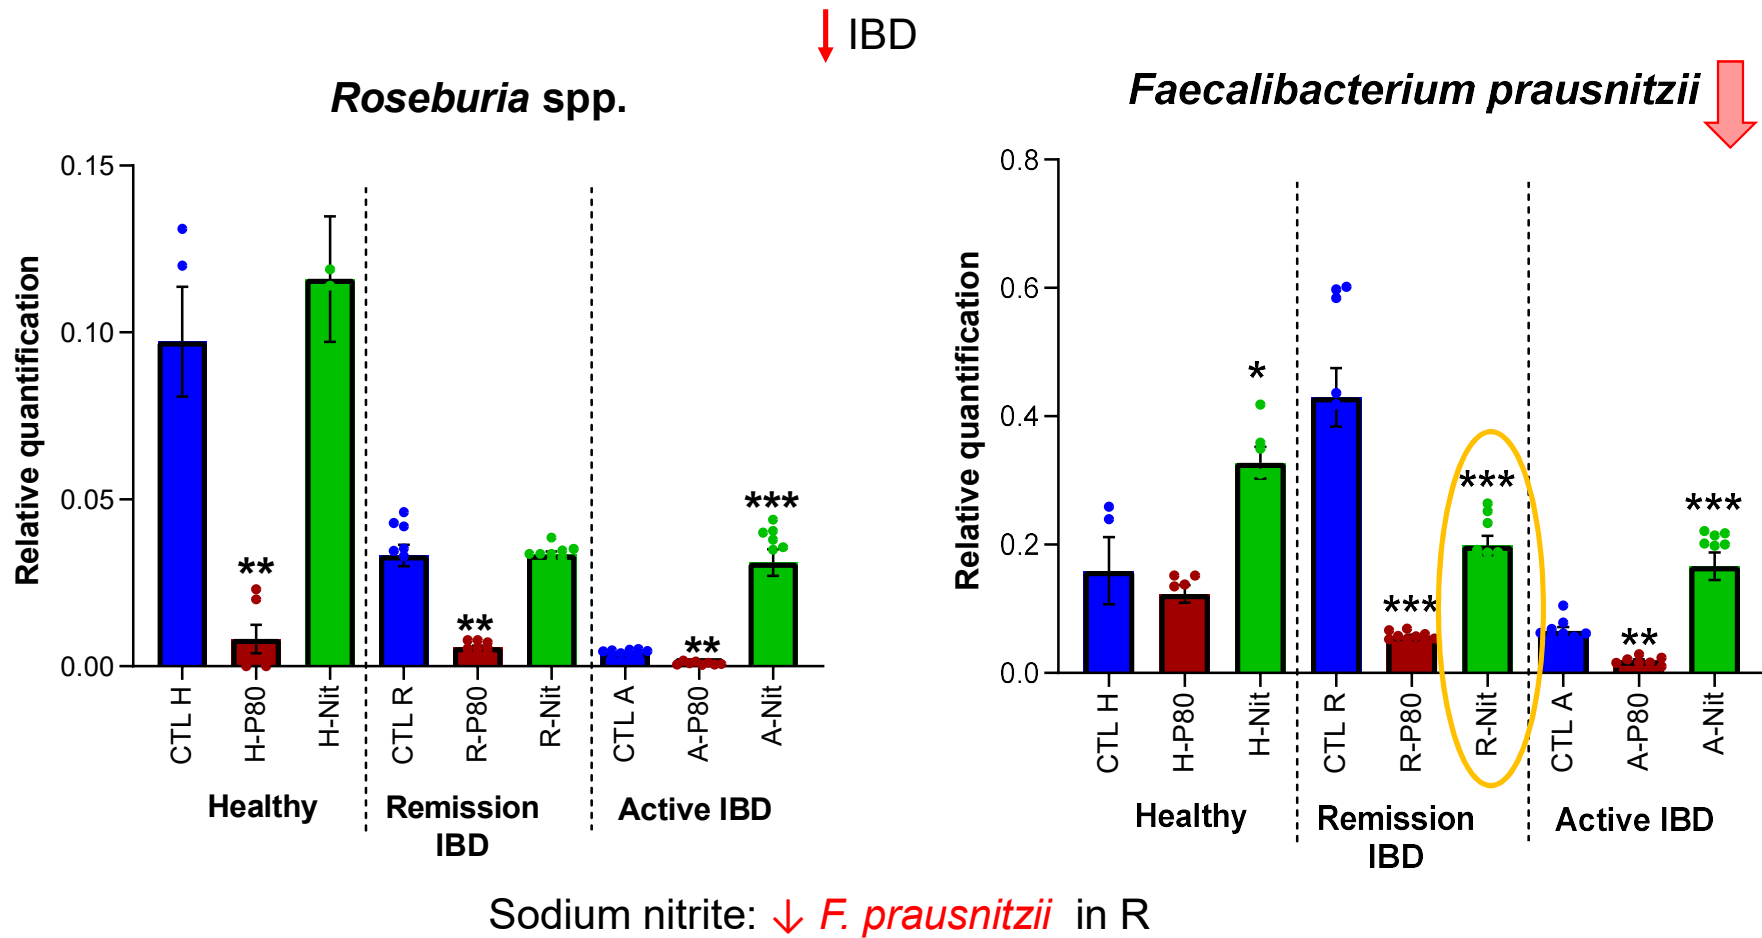 ↓ IBD
Roseburia spp.
Relative quantification
0.15
0.10
0.05
0.00
**
**
**
***
CTL H
H-P80
H-Nit
CTL R
R-P80
R-Nit
CTL A
A-P80
A-Nit
Healthy
Remission
IBD
Active IBD
Faecalibacterium prausnitzii
Relative quantification
0.8
0.6
0.4
0.2
0.0
*
***
***
**
***
CTL H
H-P80
H-Nit
CTL R
R-P80
R-Nit
CTL A
A-P80
A-Nit
Healthy
Remission
IBD
Active IBD
Sodium nitrite: ↓ F. prausnitzii in R